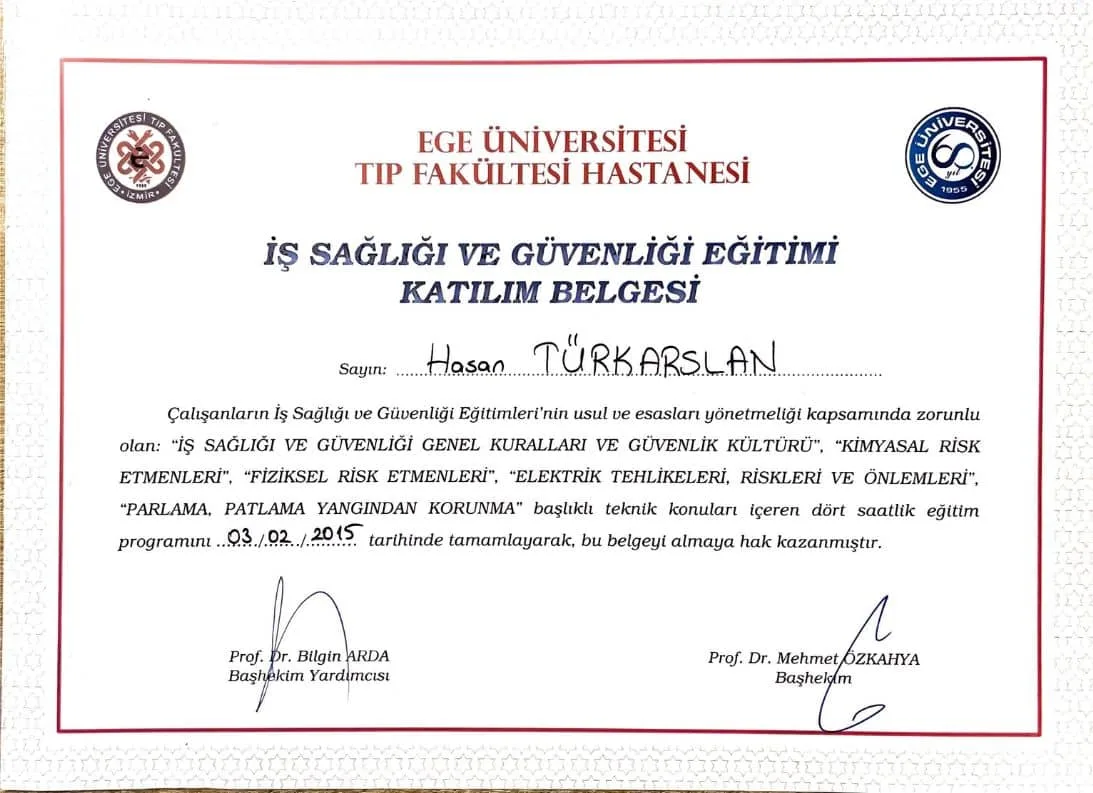 EGE ÜNİVERSİTESİ TIP FAKÜLTESİ
İZMİR
1955
EGE ÜNİVERSİTESİ
TIP FAKÜLTESİ HASTANESİ
EGE ÜNİVERSİTESİ
60
yıl
1955
İŞ SAĞLIĞI VE GÜVENLİĞİ EĞİTİMİ
KATILIM BELGESİ
Sayın: Hasan TÜRKARSLAN
Çalışanların İş Sağlığı ve Güvenliği Eğitimleri'nin usul ve esasları yönetmeliği kapsamında zorunlu
olan: “İŞ SAĞLIĞI VE GÜVENLİĞİ GENEL KURALLARI VE GÜVENLİK KÜLTÜRÜ”, “KİMYASAL RİSK
ETMENLERİ”, “FİZİKSEL RİSK ETMENLERİ”, “ELEKTRİK TEHLİKELERİ, RİSKLERİ VE ÖNLEMLERİ”,
“PARLAMA, PATLAMA YANGINDAN KORUNMA” başlıklı teknik konuları içeren dört saatlik eğitim
programını 03/02/2015 tarihinde tamamlayarak, bu belgeyi almaya hak kazanmıştır.
Prof. Dr. Bilgin ARDA
Başhekim Yardımcısı
Prof. Dr. Mehmet ÖZKAHYA
Başhekim